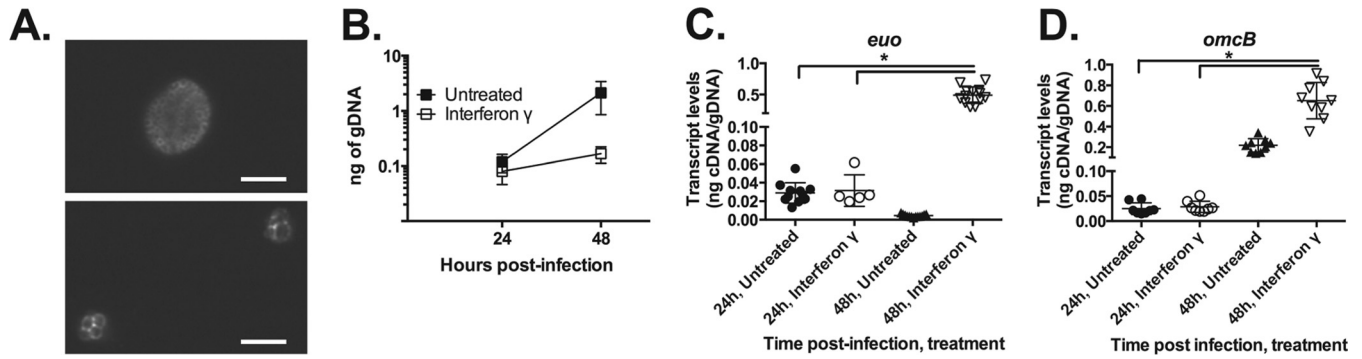 A.
B.
ng of gDNA
10
1
0.1
Untreated
Interferon γ
24
48
Hours post-infection
C.
euo
*
Transcript levels
(ng cDNA/gDNA)
1.0
0.5
0.10
0.08
0.06
0.04
0.02
0.00
24h, Untreated
24h, Interferon γ
48h, Untreated
48h, Interferon γ
Time post-infection, treatment
D.
omcB
*
Transcript levels
(ng cDNA/gDNA)
1.0
0.8
0.6
0.4
0.2
0.10
0.05
0.00
24h, Untreated
24h, Interferon γ
48h, Untreated
48h, Interferon γ
Time post infection, treatment